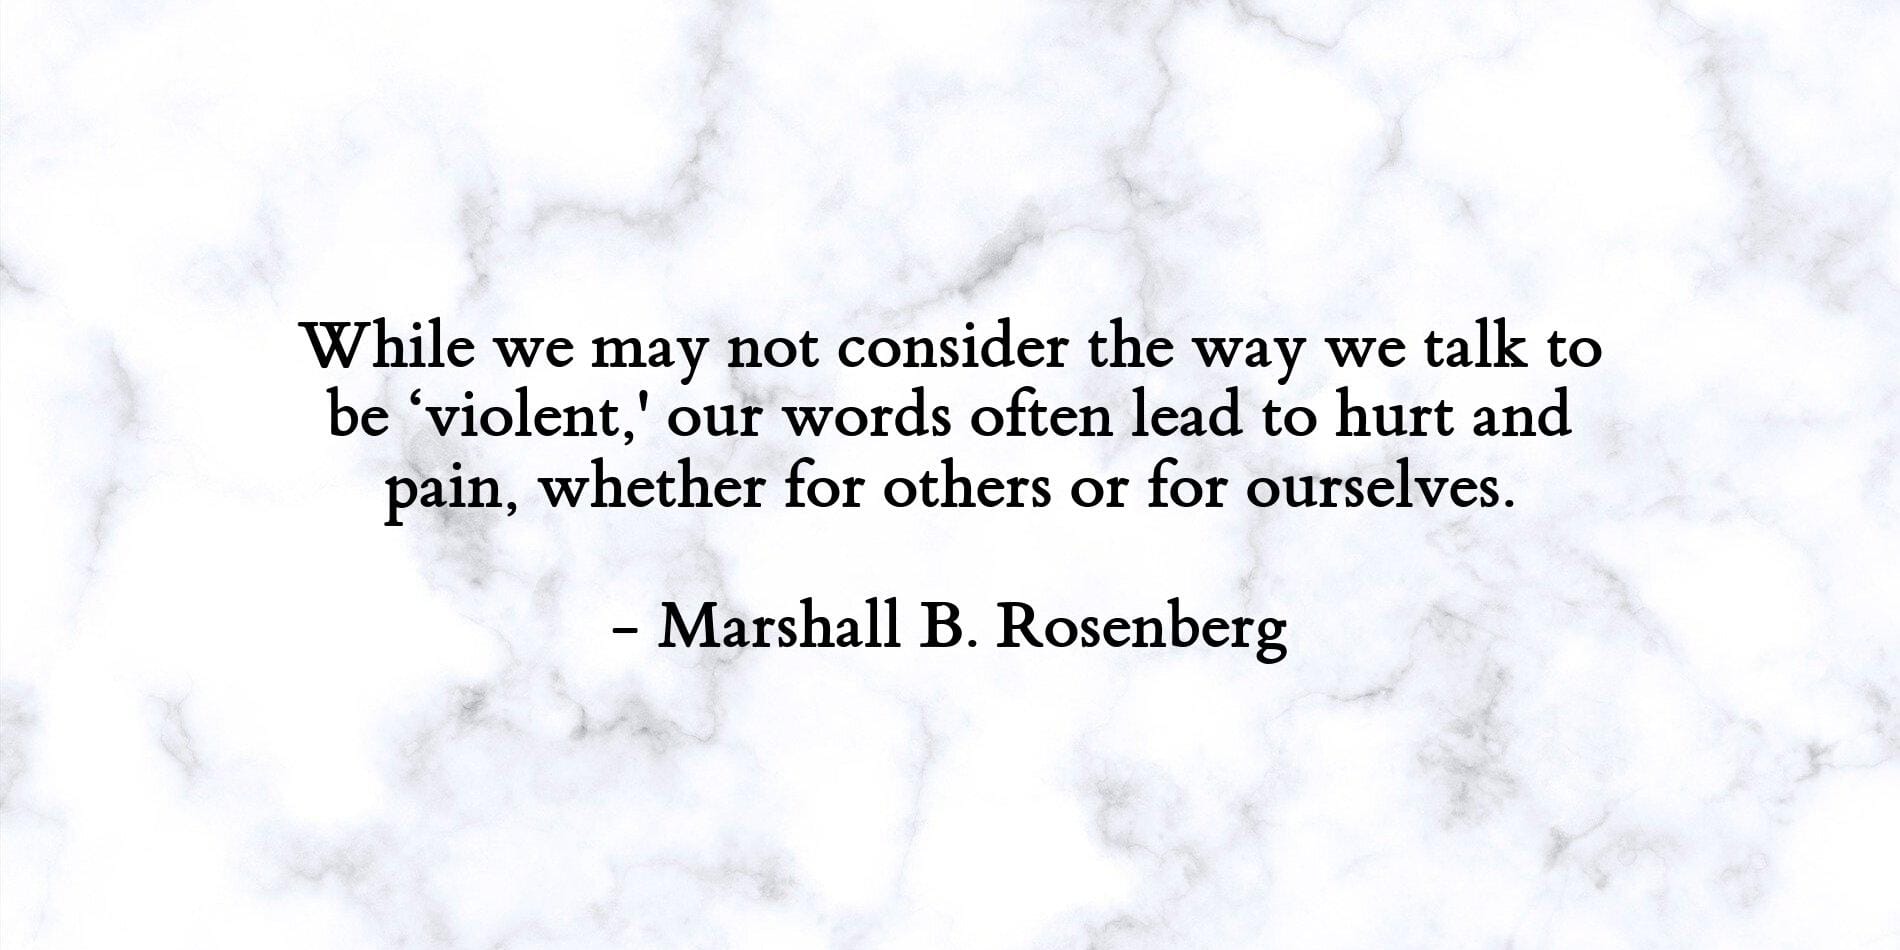 While we may not consider the way we talk to
be ‘violent,' our words often lead to hurt and
pain, whether for others or for ourselves.
- Marshall B. Rosenberg